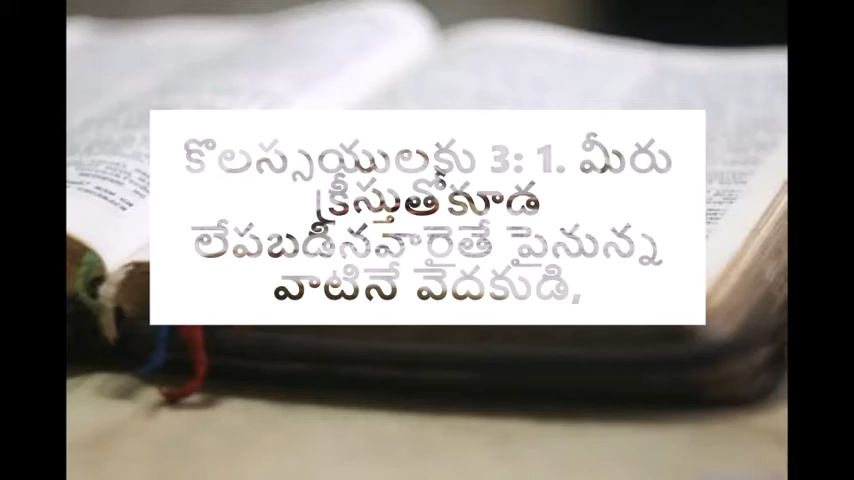 కొలస్సయులకు 3: 1. మీరు
క్రీస్తుతోకూడ
లేపబడినవారైతే పైనున్న
వాటినే వెదకుడి,